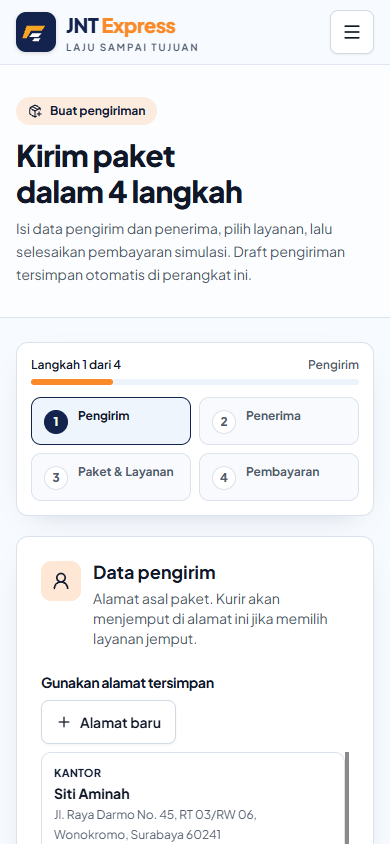 JNT Express
LAJU SAMPAI TUJUAN
Buat pengiriman
Kirim paket
dalam 4 langkah
Isi data pengirim dan penerima, pilih layanan, lalu
selesaikan pembayaran simulasi. Draft pengiriman
tersimpan otomatis di perangkat ini.
Langkah 1 dari 4 Pengirim
1 Pengirim
2 Penerima
3 Paket & Layanan
4 Pembayaran
Data pengirim
Alamat asal paket. Kurir akan
menjemput di alamat ini jika memilih
layanan jemput.
Gunakan alamat tersimpan
+ Alamat baru
KANTOR
Siti Aminah
Jl. Raya Darmo No. 45, RT 03/RW 06,
Wonokromo, Surabaya 60241